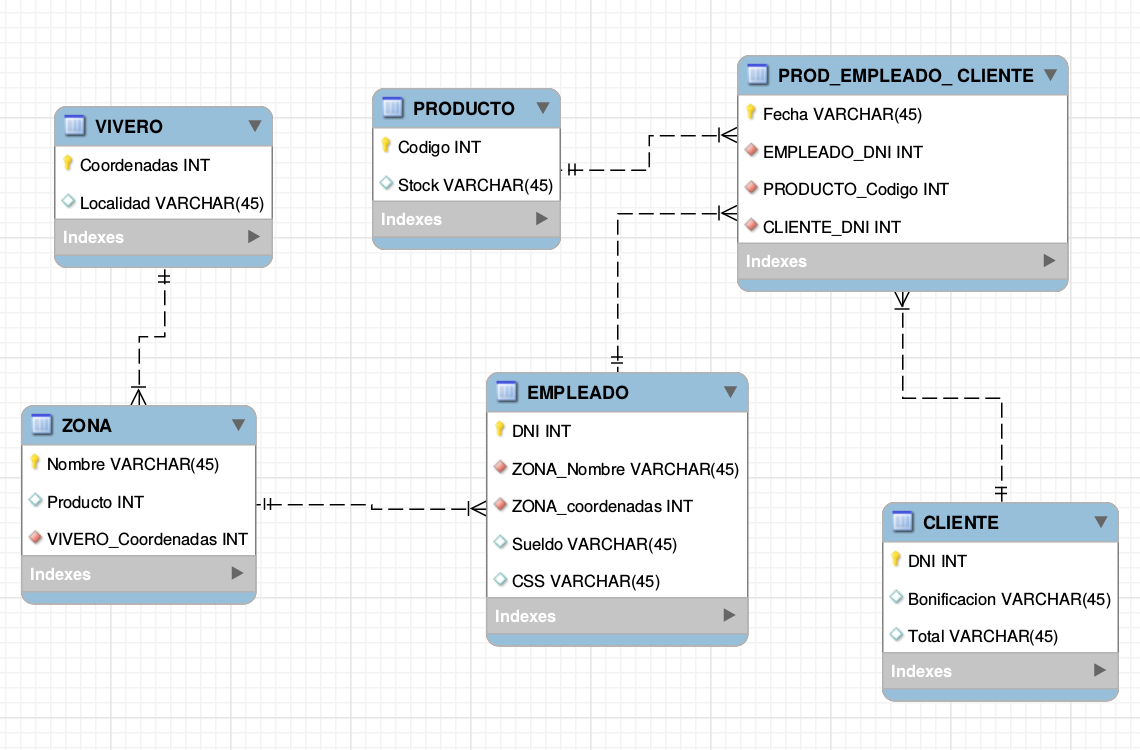 VIVERO
Coordenadas INT
Localidad VARCHAR(45)
Indexes
PRODUCTO
Codigo INT
Stock VARCHAR(45)
Indexes
PROD_EMPLEADO_ CLIENTE
Fecha VARCHAR(45)
EMPLEADO_DNI INT
PRODUCTO_Codigo INT
CLIENTE_DNI INT
Indexes
ZONA
Nombre VARCHAR(45)
Producto INT
VIVERO_Coordenadas INT
Indexes
EMPLEADO
DNI INT
ZONA_Nombre VARCHAR(45)
ZONA_coordenadas INT
Sueldo VARCHAR(45)
CSS VARCHAR(45)
Indexes
CLIENTE
DNI INT
Bonificacion VARCHAR(45)
Total VARCHAR(45)
Indexes